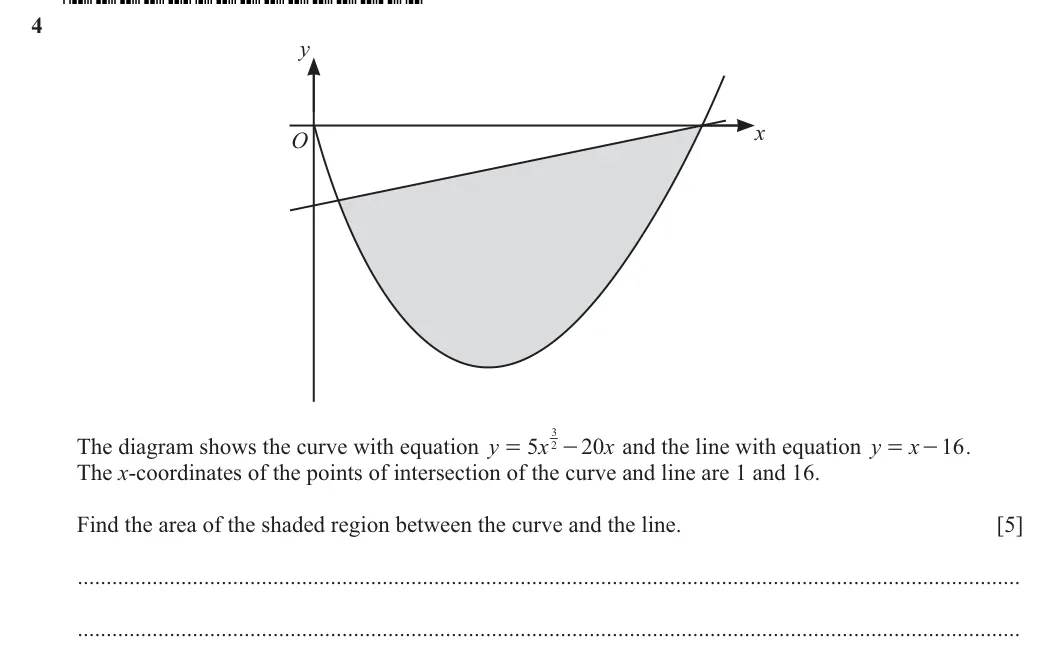 4
y
O
x
The diagram shows the curve with equation y = 5x^{3/2} − 20x and the line with equation y = x − 16.
The x-coordinates of the points of intersection of the curve and line are 1 and 16.
Find the area of the shaded region between the curve and the line. [5]